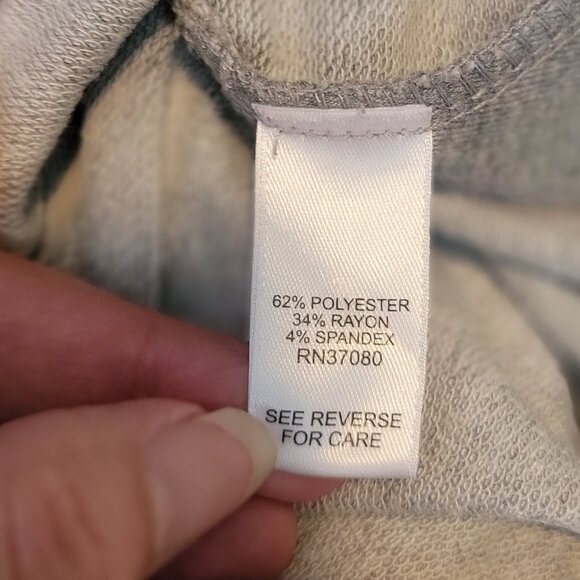 62% POLYESTER
34% RAYON
4% SPANDEX
RN37080
SEE REVERSE
FOR CARE